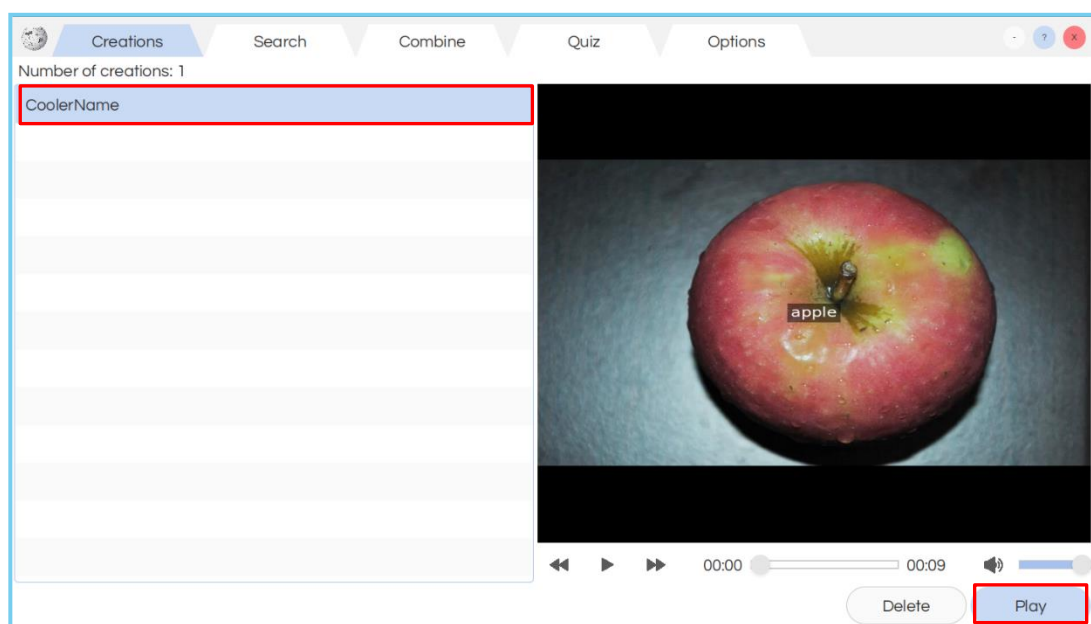 Creations Search Combine Quiz Options - ? X
Number of creations: 1
CoolerName
apple
00:00 00:09
Delete Play